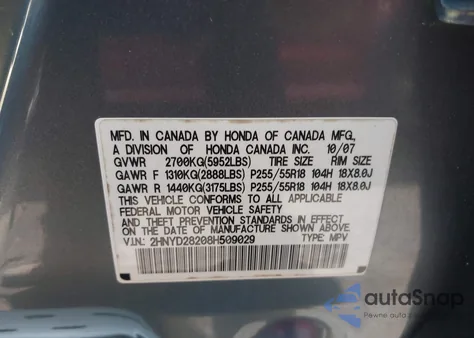 MFD. IN CANADA BY HONDA OF CANADA MFG.,
A DIVISION OF HONDA CANADA INC. 10/07
GVWR 2700KG(5952LBS) TIRE SIZE RIM SIZE
GAWR F 1310KG(2888LBS) P255/55R18 104H 18X8.0J
GAWR R 1440KG(3175LBS) P255/55R18 104H 18X8.0J
THIS VEHICLE CONFORMS TO ALL APPLICABLE
FEDERAL MOTOR VEHICLE SAFETY
AND THEFT PREVENTION STANDARDS IN EFFECT
ON THE DATE OF MANUFACTURE SHOWN ABOVE.
V.I.N.: 2HNYD28208H509029 TYPE: MPV
autoSnap
Pewne auto z USA